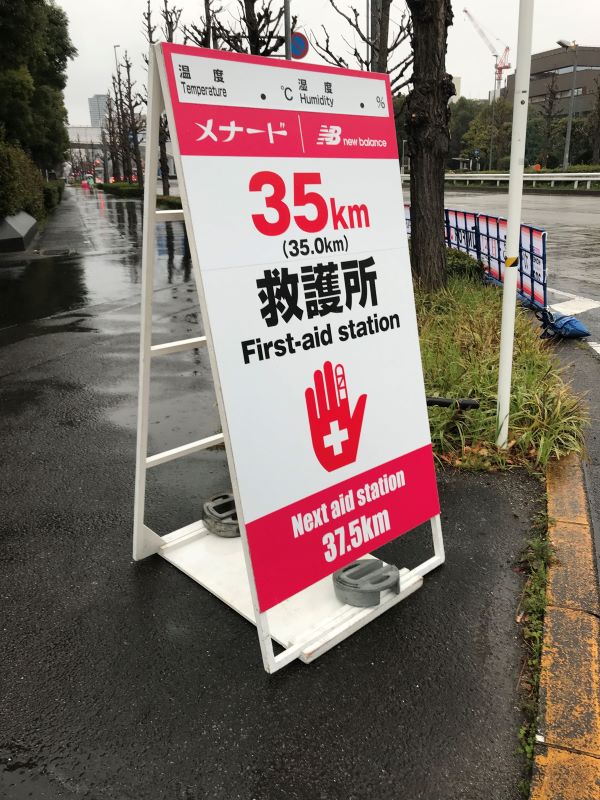 温度 ℃ 湿度 %
Temperature Humidity
メナード new balance
35km
(35.0km)
救護所
First-aid station
Next aid station
37.5km